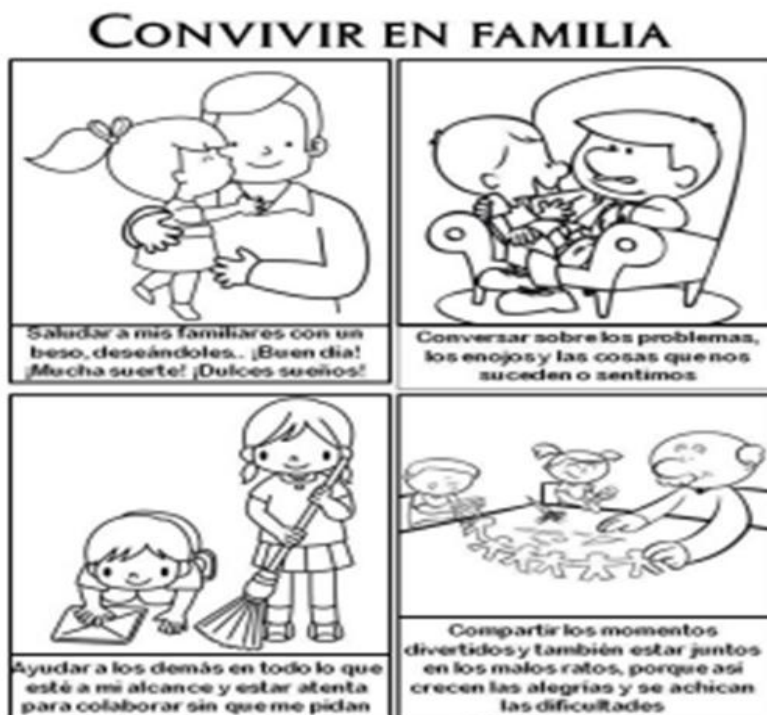 CONVIVIR EN FAMILIA
Saludar a mis familiares con un
beso, deseándoles.. ¡Buen día!
¡Mucha suerte! ¡Dulces sueños!
Conversar sobre los problemas,
los enojos y las cosas que nos
suceden o sentimos
Ayudar a los demás en todo lo que
esté a mi alcance y estar atenta
para colaborar sin que me pidan
Compartir los momentos
divertidos y también estar juntos
en los malos ratos, porque así
crecen las alegrías y se achican
las dificultades